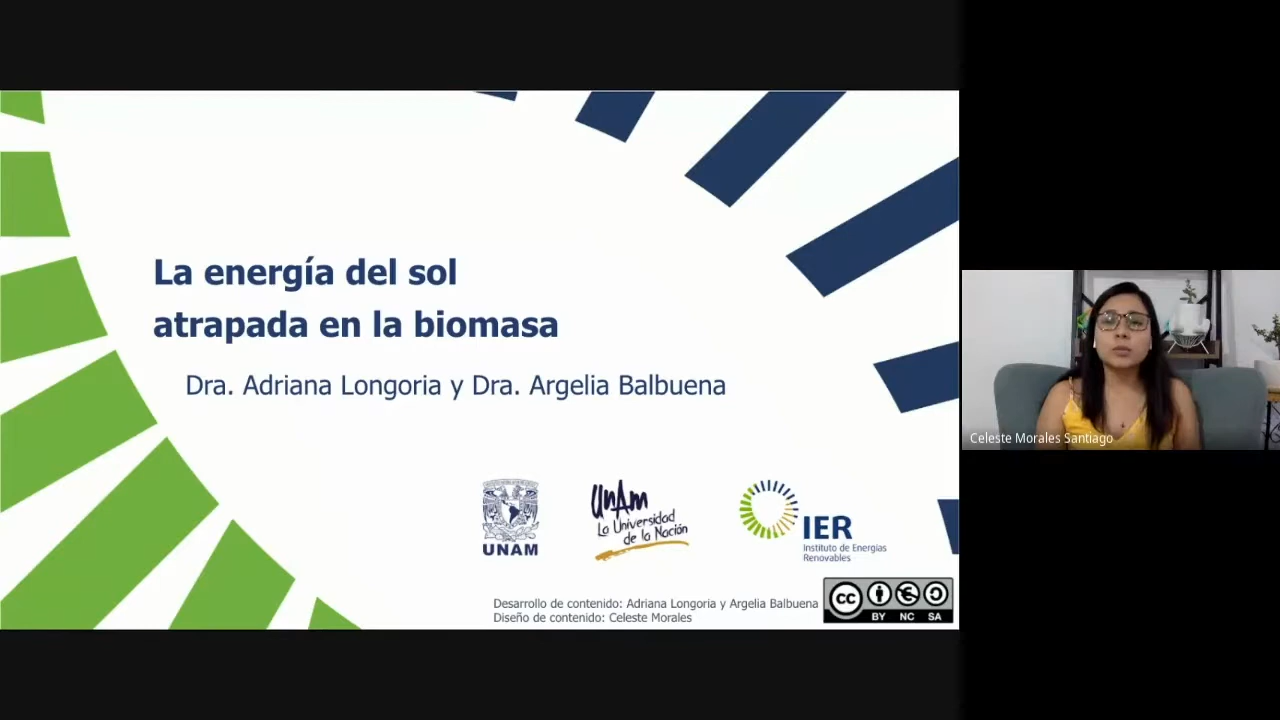 La energía del sol
atrapada en la biomasa
Dra. Adriana Longoria y Dra. Argelia Balbuena
UNAM
UnAm
La Universidad
de la Nación
IER
Instituto de Energías
Renovables
Desarrollo de contenido: Adriana Longoria y Argelia Balbuena
Diseño de contenido: Celeste Morales
cc
BY NC SA
Celeste Morales Santiago